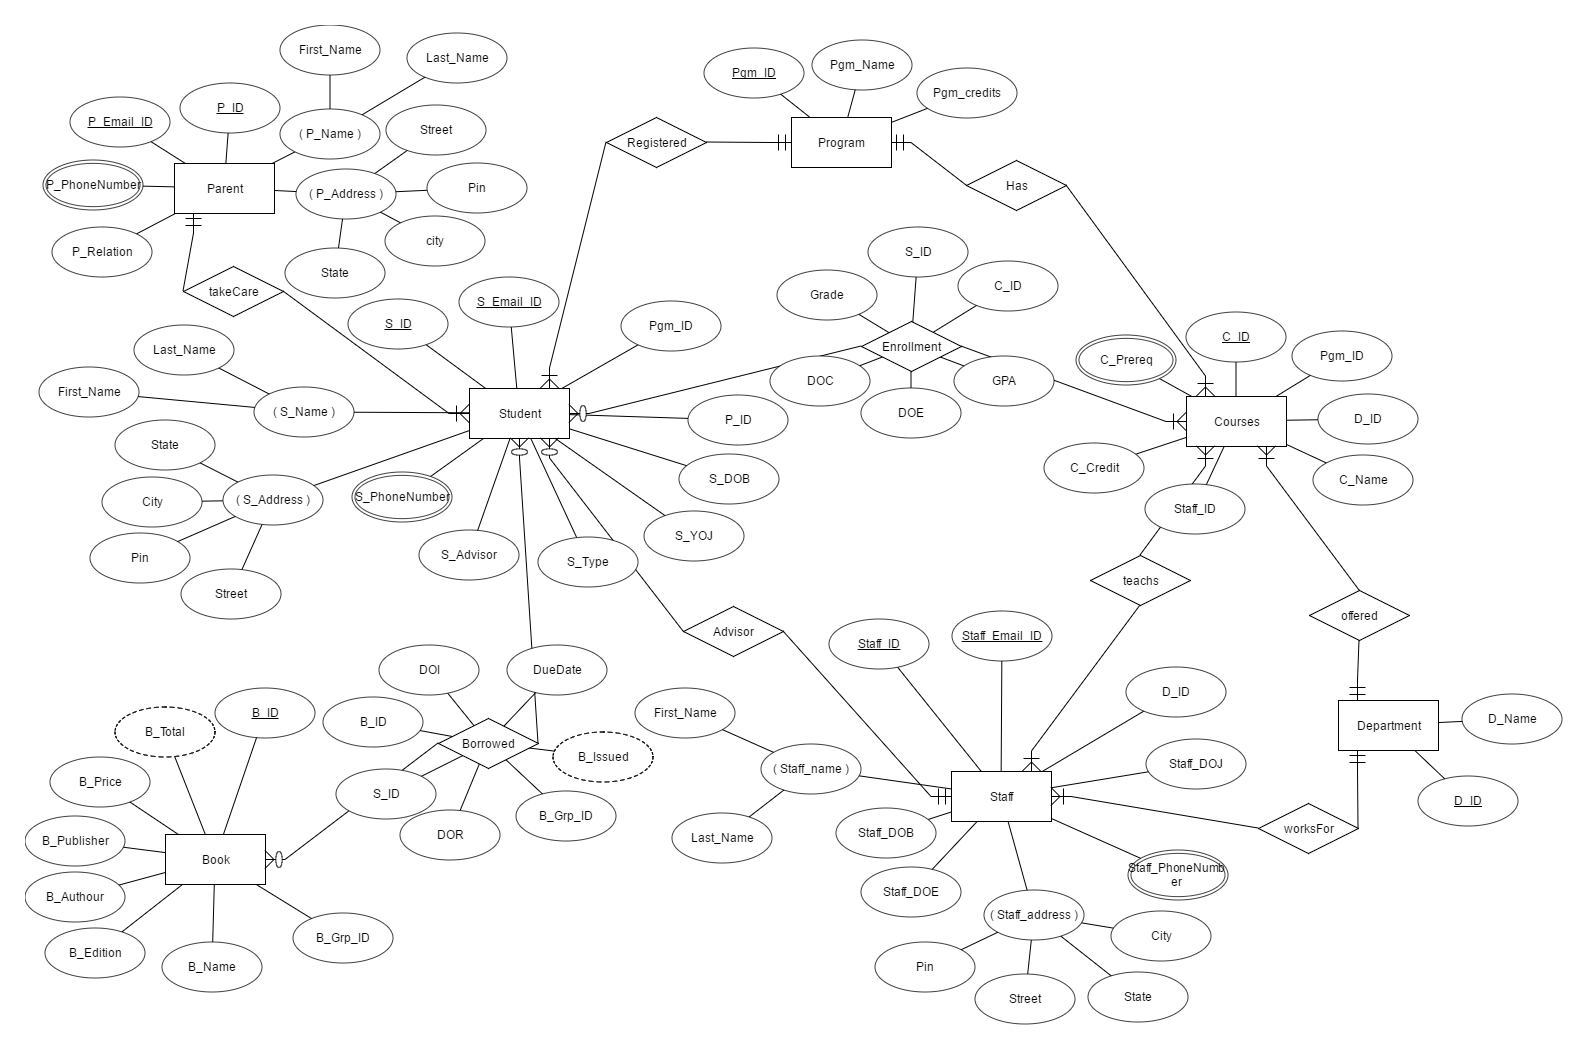 First_Name
Last_Name
P_ID
P_Email_ID
( P_Name )
Street
P_PhoneNumber
Parent
( P_Address )
Pin
P_Relation
city
State
takeCare
Pgm_ID
Pgm_Name
Pgm_credits
Registered
Program
Has
S_ID
C_ID
Grade
Enrollment
DOC
GPA
DOE
S_ID
S_Email_ID
Pgm_ID
Last_Name
First_Name
( S_Name )
Student
P_ID
State
City
( S_Address )
S_PhoneNumber
S_DOB
Pin
Street
S_Advisor
S_Type
S_YOJ
C_Prereq
C_ID
Pgm_ID
Courses
D_ID
C_Credit
C_Name
Staff_ID
teachs
offered
Advisor
Staff_ID
Staff_Email_ID
D_ID
First_Name
( Staff_name )
Staff_DOJ
Staff
Last_Name
Staff_DOB
Staff_DOE
Staff_PhoneNumb
er
( Staff_address )
City
Pin
Street
State
Department
D_Name
D_ID
worksFor
DOI
DueDate
B_ID
Borrowed
B_Issued
S_ID
DOR
B_Grp_ID
B_Total
B_ID
B_Price
B_Publisher
Book
B_Authour
B_Edition
B_Name
B_Grp_ID